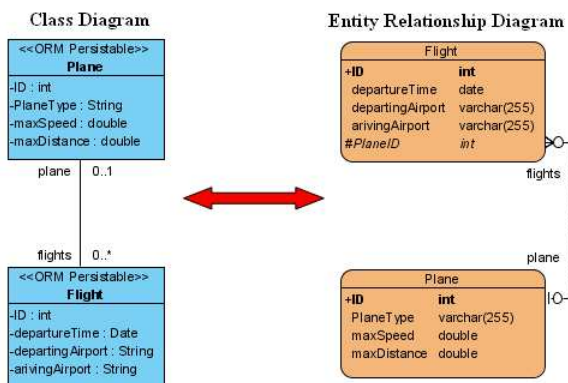 Class Diagram
<<ORM Persistable>>
Plane
-ID : int
-PlaneType : String
-maxSpeed : double
-maxDistance : double
plane 0..1
flights 0..*
<<ORM Persistable>>
Flight
-ID : int
-departureTime : Date
-departingAirport : String
-arivingAirport : String
Entity Relationship Diagram
Flight
+ID int
departureTime date
departingAirport varchar(255)
arivingAirport varchar(255)
#PlaneID int
flights
plane
Plane
+ID int
PlaneType varchar(255)
maxSpeed double
maxDistance double